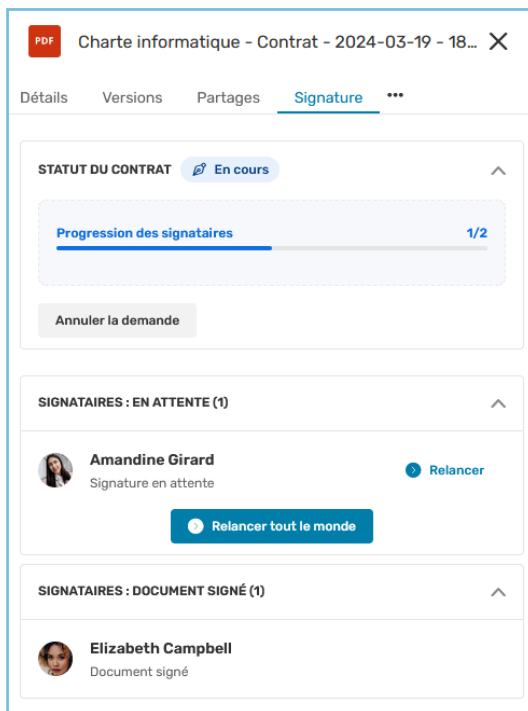 PDF
Charte informatique - Contrat - 2024-03-19 - 18...
Détails Versions Partages Signature •••
STATUT DU CONTRAT En cours
Progression des signataires 1/2
Annuler la demande
SIGNATAIRES : EN ATTENTE (1)
Amandine Girard
Signature en attente
Relancer
Relancer tout le monde
SIGNATAIRES : DOCUMENT SIGNÉ (1)
Elizabeth Campbell
Document signé